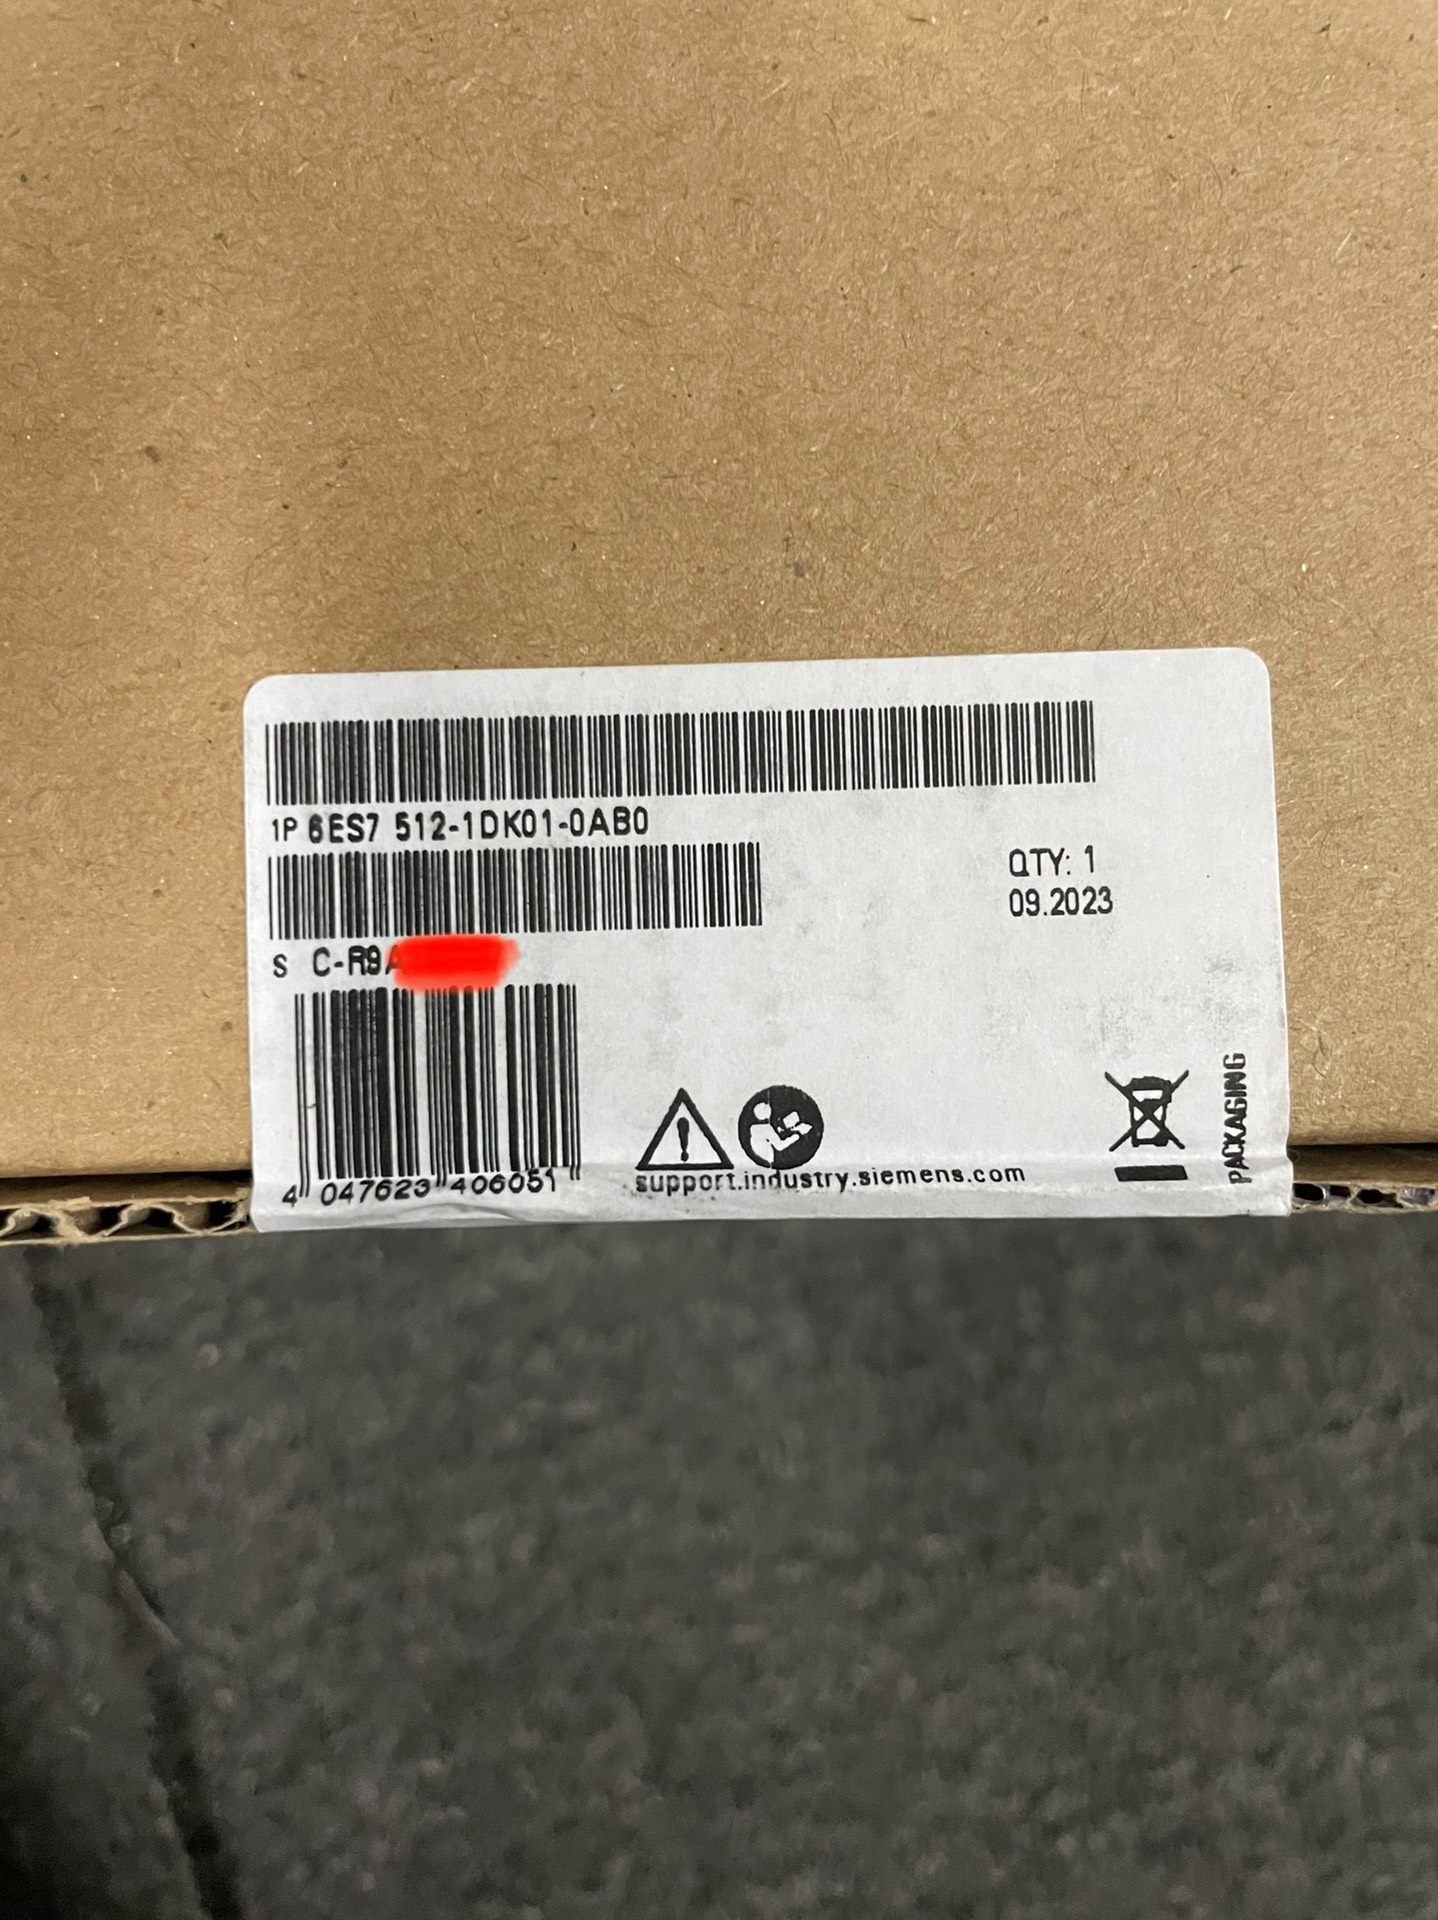 1P 6ES7 512-1DK01-0AB0
QTY: 1
09.2023
S C-R9A
4 047623 406051
support.industry.siemens.com
PACKAGING